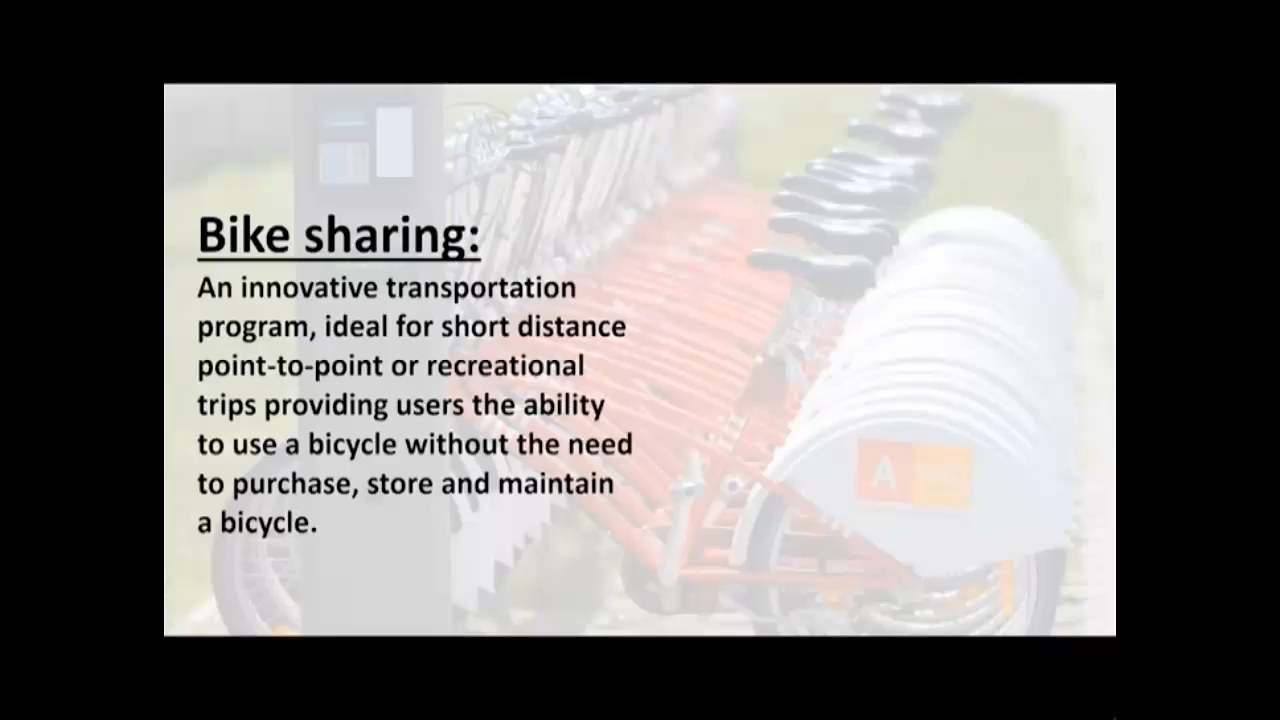 Bike sharing:
An innovative transportation
program, ideal for short distance
point-to-point or recreational
trips providing users the ability
to use a bicycle without the need
to purchase, store and maintain
a bicycle.
A